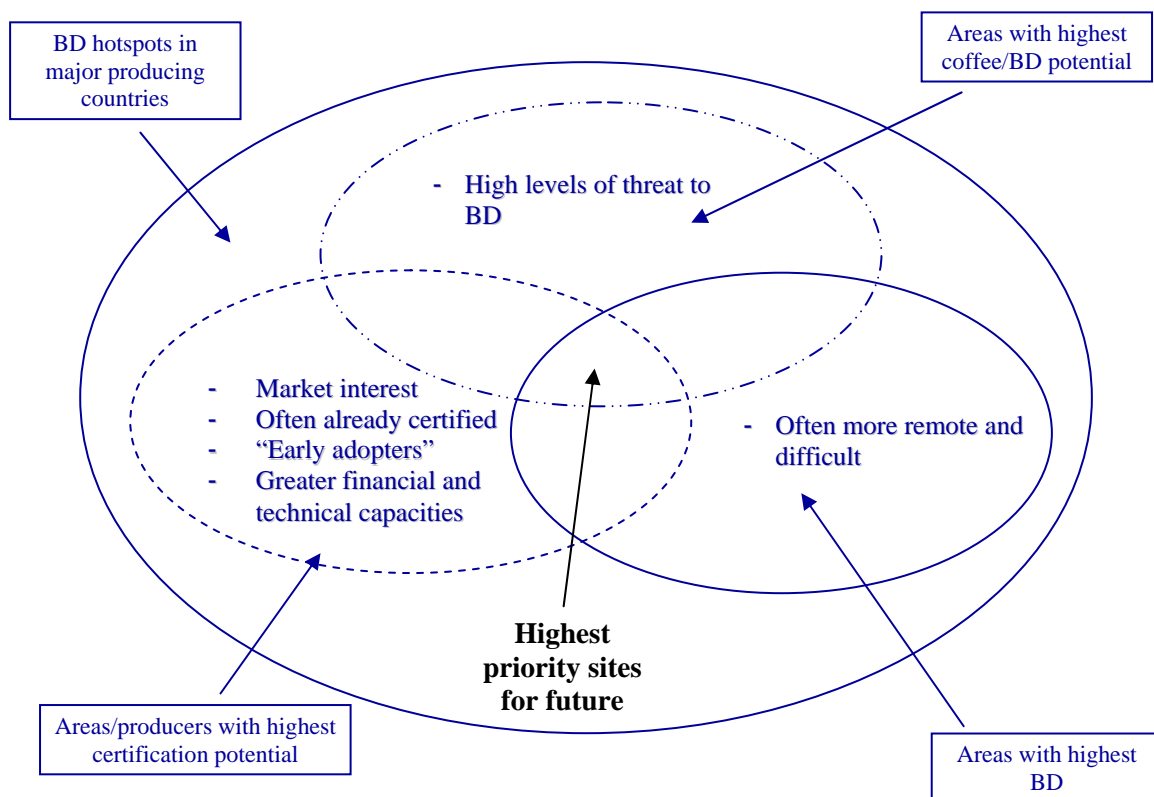 BD hotspots in
major producing
countries
Areas with highest
coffee/BD potential
- High levels of threat to
BD
- Market interest
- Often already certified
- “Early adopters”
- Greater financial and
technical capacities
- Often more remote and
difficult
Highest
priority sites
for future
Areas/producers with highest
certification potential
Areas with highest
BD